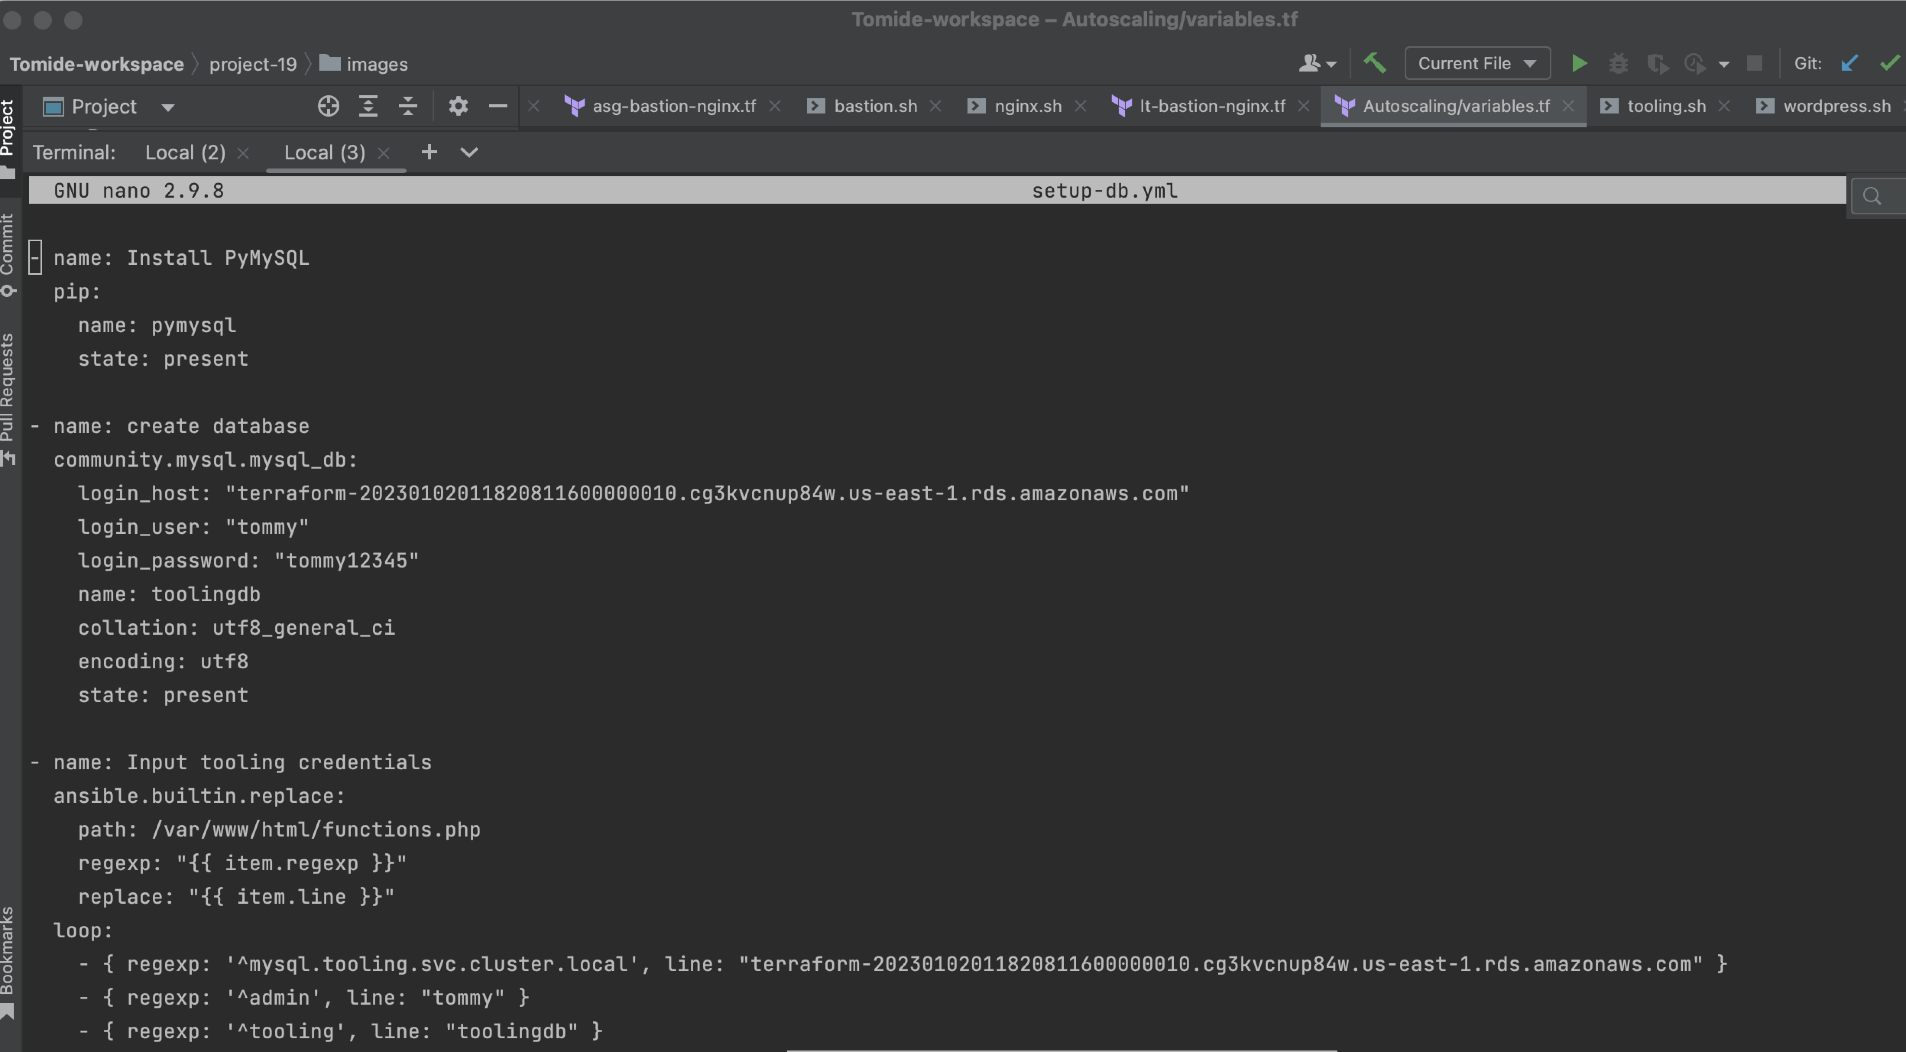 Tomide-workspace – Autoscaling/variables.tf
Tomide-workspace project-19 images
Current File
Git:
Project
asg-bastion-nginx.tf
bastion.sh
nginx.sh
lt-bastion-nginx.tf
Autoscaling/variables.tf
tooling.sh
wordpress.sh
Terminal: Local (2) Local (3)
Project
Commit
Pull Requests
Bookmarks
GNU nano 2.9.8 setup-db.yml
- name: Install PyMySQL
pip:
name: pymysql
state: present
- name: create database
community.mysql.mysql_db:
login_host: "terraform-20230102011820811600000010.cg3kvcnup84w.us-east-1.rds.amazonaws.com"
login_user: "tommy"
login_password: "tommy12345"
name: toolingdb
collation: utf8_general_ci
encoding: utf8
state: present
- name: Input tooling credentials
ansible.builtin.replace:
path: /var/www/html/functions.php
regexp: "{{ item.regexp }}"
replace: "{{ item.line }}"
loop:
- { regexp: '^mysql.tooling.svc.cluster.local', line: "terraform-20230102011820811600000010.cg3kvcnup84w.us-east-1.rds.amazonaws.com" }
- { regexp: '^admin', line: "tommy" }
- { regexp: '^tooling', line: "toolingdb" }